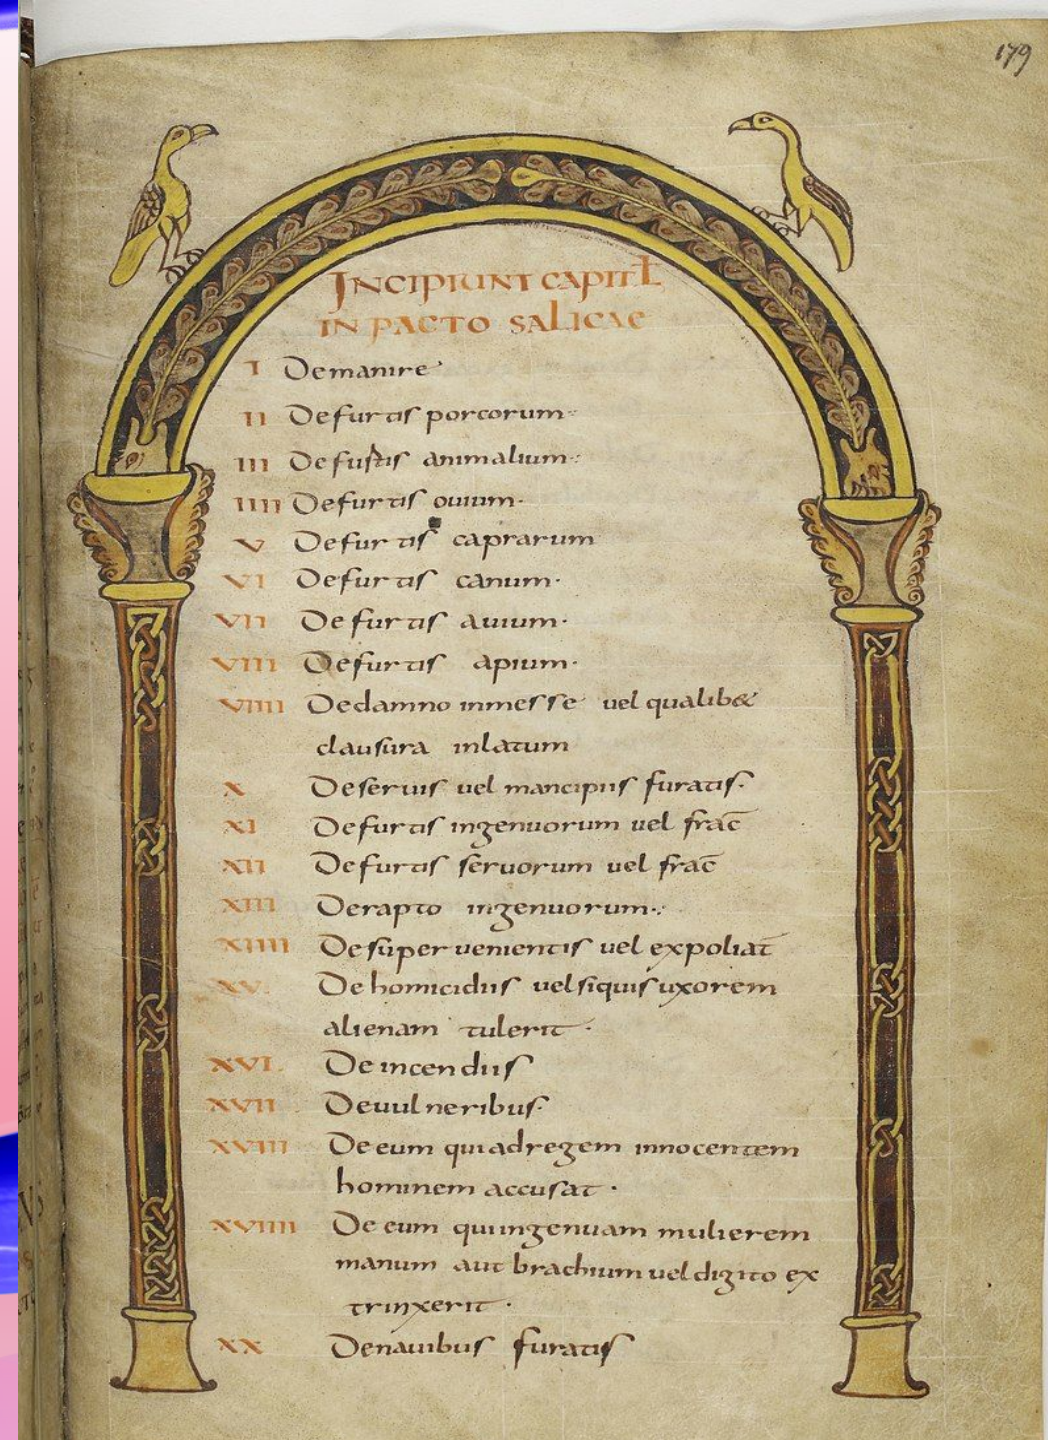 179
INCIPIUNT CAPITĿ
IN PACTO SALICAE
I De manire
II De furtis porcorum
III De furtis animalium
IIII De furtis ouium
V De furtis caprarum
VI De furtis canum
VII De furtis auium
VIII De furtis apium
VIIII De damno inmesse uel qualib&
clausura inlatum
X De seruis uel mancipiis furatis
XI De furtis ingenuorum uel frac̄
XII De furtis seruorum uel frac̄
XIII De rapto ingenuorum
XIIII De superuenientis uel expoliat̄
XV De homicidiis uel siquis uxorem
alienam tulerit
XVI De incendiis
XVII De uulneribus
XVIII De eum qui ad regem innocentem
hominem accusat
XVIIII De eum qui ingenuam mulierem
manum aut brachium uel digito ex
trinxerit
XX De nauibus furatis